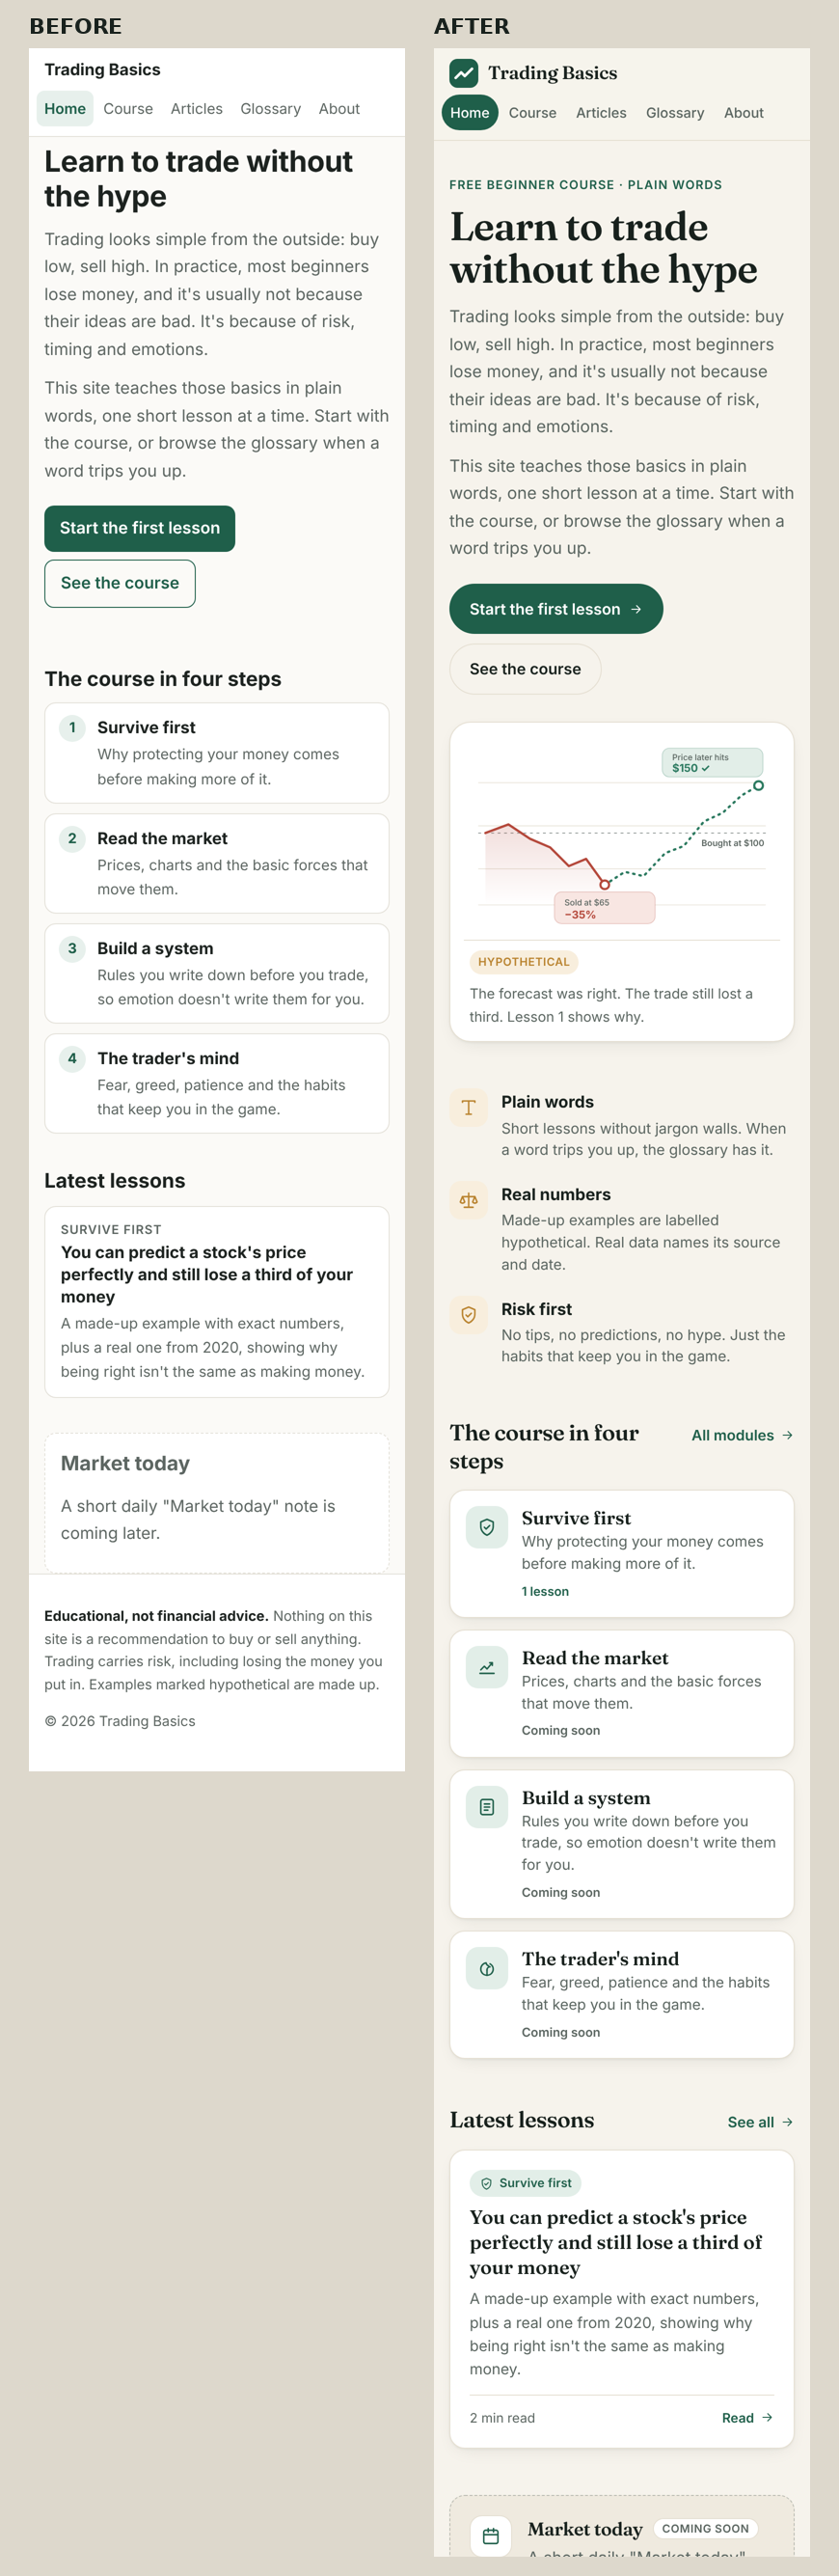 BEFORE
Trading Basics
Home Course Articles Glossary About
Learn to trade without
the hype
Trading looks simple from the outside: buy
low, sell high. In practice, most beginners
lose money, and it's usually not because
their ideas are bad. It's because of risk,
timing and emotions.
This site teaches those basics in plain
words, one short lesson at a time. Start with
the course, or browse the glossary when a
word trips you up.
Start the first lesson
See the course
The course in four steps
1 Survive first
Why protecting your money comes
before making more of it.
2 Read the market
Prices, charts and the basic forces that
move them.
3 Build a system
Rules you write down before you trade,
so emotion doesn't write them for you.
4 The trader's mind
Fear, greed, patience and the habits
that keep you in the game.
Latest lessons
SURVIVE FIRST
You can predict a stock's price
perfectly and still lose a third of your
money
A made-up example with exact numbers,
plus a real one from 2020, showing why
being right isn't the same as making money.
Market today
A short daily "Market today" note is
coming later.
Educational, not financial advice. Nothing on this
site is a recommendation to buy or sell anything.
Trading carries risk, including losing the money you
put in. Examples marked hypothetical are made up.
© 2026 Trading Basics
AFTER
Trading Basics
Home Course Articles Glossary About
FREE BEGINNER COURSE · PLAIN WORDS
Learn to trade
without the hype
Trading looks simple from the outside: buy
low, sell high. In practice, most beginners
lose money, and it's usually not because
their ideas are bad. It's because of risk,
timing and emotions.
This site teaches those basics in plain
words, one short lesson at a time. Start with
the course, or browse the glossary when a
word trips you up.
Start the first lesson →
See the course
Price later hits
$150 ✓
Bought at $100
Sold at $65
−35%
HYPOTHETICAL
The forecast was right. The trade still lost a
third. Lesson 1 shows why.
Plain words
Short lessons without jargon walls. When
a word trips you up, the glossary has it.
Real numbers
Made-up examples are labelled
hypothetical. Real data names its source
and date.
Risk first
No tips, no predictions, no hype. Just the
habits that keep you in the game.
The course in four
steps
All modules →
Survive first
Why protecting your money comes
before making more of it.
1 lesson
Read the market
Prices, charts and the basic forces
that move them.
Coming soon
Build a system
Rules you write down before you
trade, so emotion doesn't write them
for you.
Coming soon
The trader's mind
Fear, greed, patience and the habits
that keep you in the game.
Coming soon
Latest lessons
See all →
Survive first
You can predict a stock's price
perfectly and still lose a third of
your money
A made-up example with exact numbers,
plus a real one from 2020, showing why
being right isn't the same as making
money.
2 min read
Read →
Market today COMING SOON
A short daily "Market today"